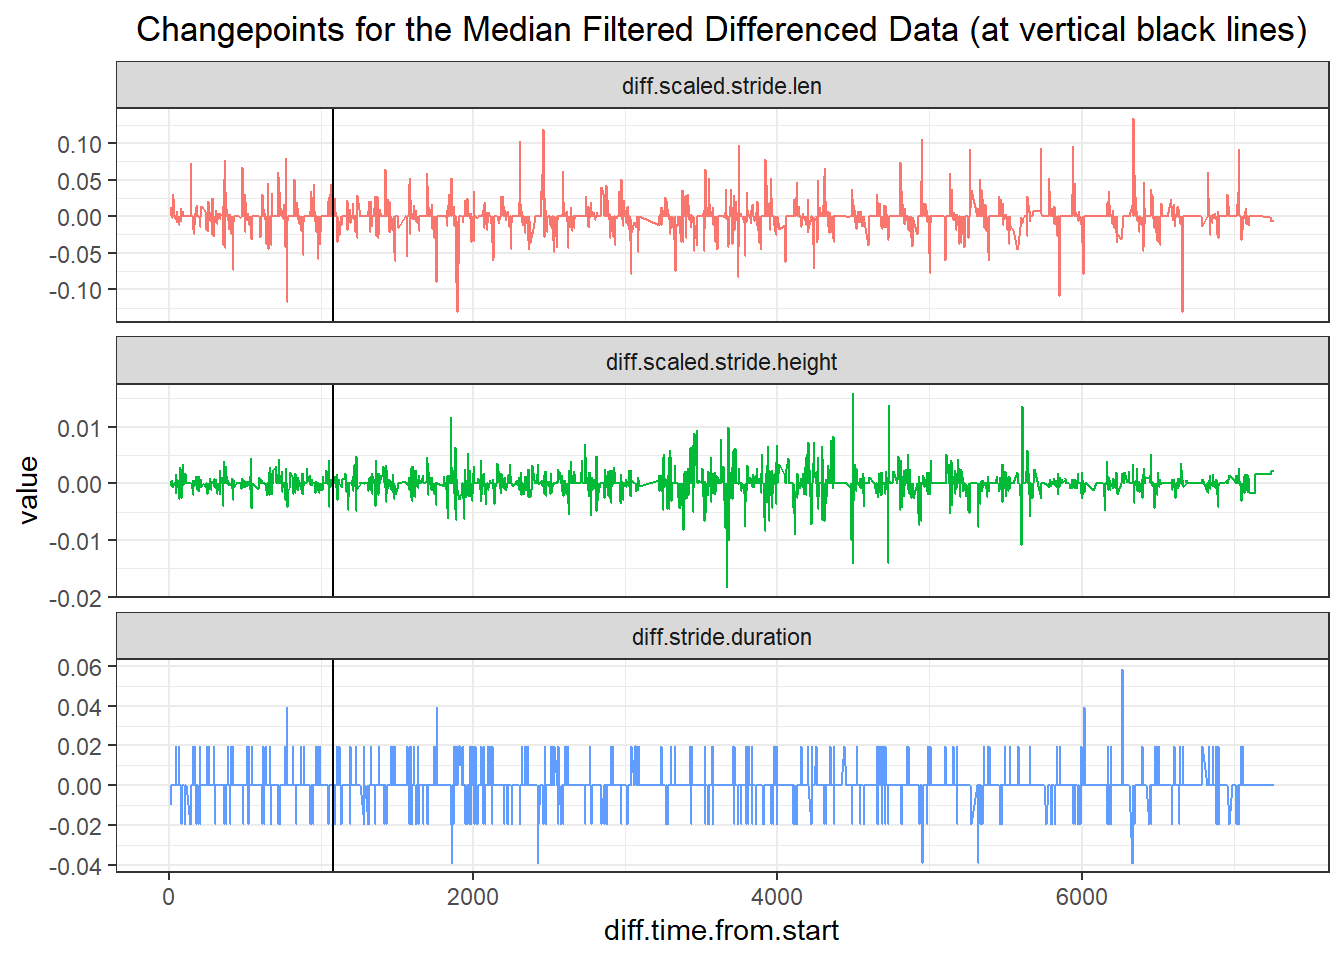 Changepoints for the Median Filtered Differenced Data (at vertical black lines)
diff.scaled.stride.len
0.10
0.05
0.00
-0.05
-0.10
diff.scaled.stride.height
0.01
0.00
-0.01
-0.02
value
diff.stride.duration
0.06
0.04
0.02
0.00
-0.02
-0.04
0 2000 4000 6000
diff.time.from.start